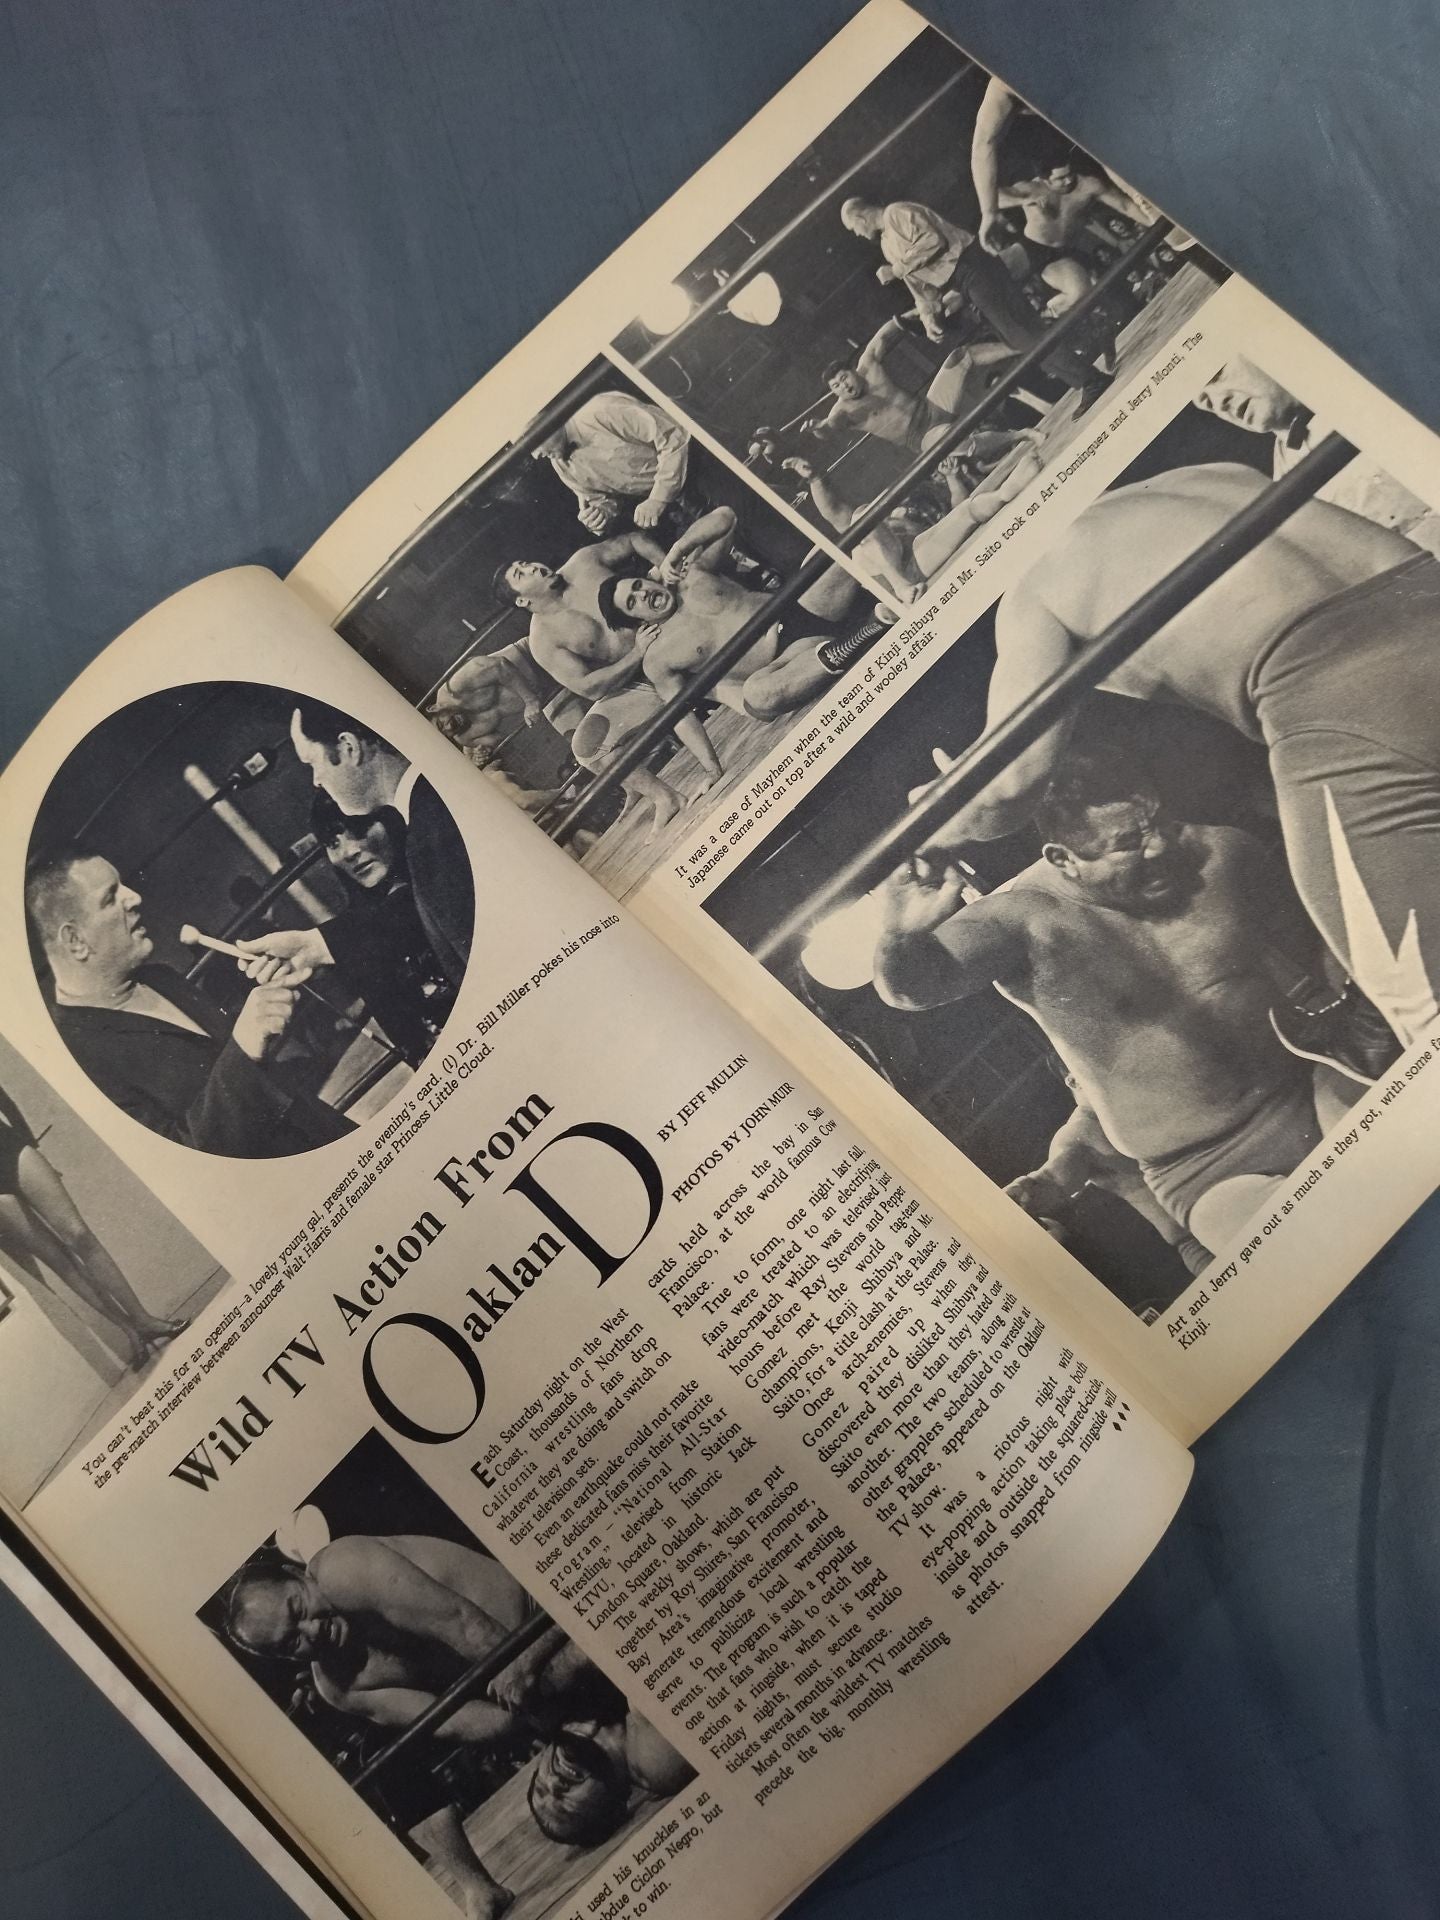 You can't beat this for an opening—a lovely young gal, presents the evening's card. (l) Dr. Bill Miller pokes his nose into
the pre-match interview between announcer Walt Harris and female star Princess Little Cloud.
Wild TV Action From
OaklanD
BY JEFF MULLIN
PHOTOS BY JOHN MUIR
Each Saturday night on the West
Coast, thousands of Northern
California wrestling fans drop
whatever they are doing and switch on
their television sets.
Even an earthquake could not make
these dedicated fans miss their favorite
program – "National All-Star
Wrestling," televised from Station
KTVU, located in historic Jack
London Square, Oakland.
The weekly shows, which are put
together by Roy Shires, San Francisco
Bay Area's imaginative promoter,
generate tremendous excitement and
serve to publicize local wrestling
events. The program is such a popular
one that fans who wish to catch the
action at ringside, when it is taped
Friday nights, must secure studio
tickets several months in advance.
Most often the wildest TV matches
precede the big, monthly wrestling
cards held across the bay in San
Francisco, at the world famous Cow
Palace.
True to form, one night last fall,
fans were treated to an electrifying
video-match which was televised just
hours before Ray Stevens and Pepper
Gomez met the world tag-team
champions, Kenji Shibuya and Mr.
Saito, for a title clash at the Palace.
Once arch-enemies, Stevens and
Gomez paired up when they
discovered they disliked Shibuya and
Saito even more than they hated one
another. The two teams, along with
other grapplers scheduled to wrestle at
the Palace, appeared on the Oakland
TV show.
It was a riotous night with
eye-popping action taking place both
inside and outside the squared-circle,
as photos snapped from ringside will
attest.
♦♦♦
used his knuckles in an
Ciclon Negro, but
to win.
It was a case of Mayhem when the team of Kinji Shibuya and Mr. Saito took on Art Dominguez and Jerry Monti, The
Japanese came out on top after a wild and wooley affair.
Art and Jerry gave out as much as they got, with some
Kinji.